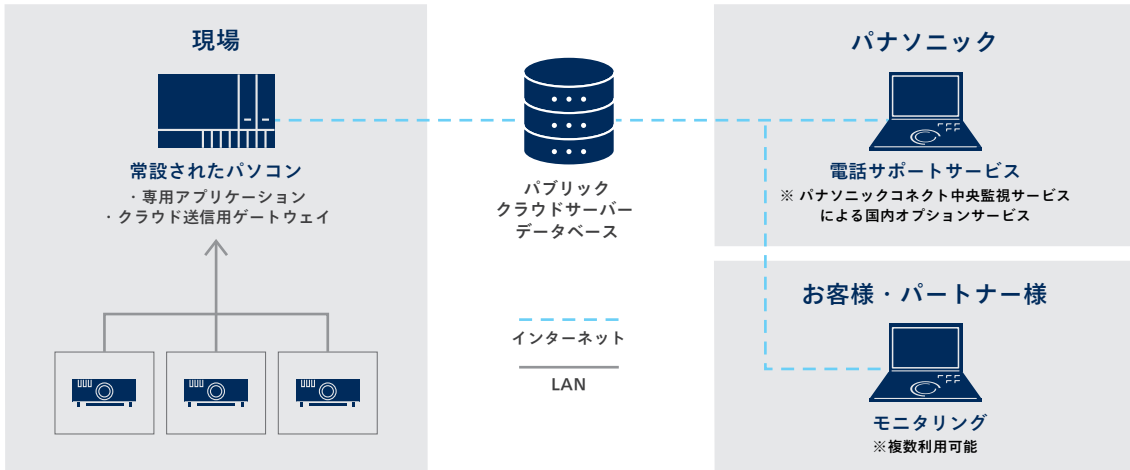 現場
常設されたパソコン
・専用アプリケーション
・クラウド送信用ゲートウェイ
パブリック
クラウドサーバー
データベース
インターネット
LAN
パナソニック
電話サポートサービス
※ パナソニックコネクト中央監視サービス
による国内オプションサービス
お客様・パートナー様
モニタリング
※複数利用可能